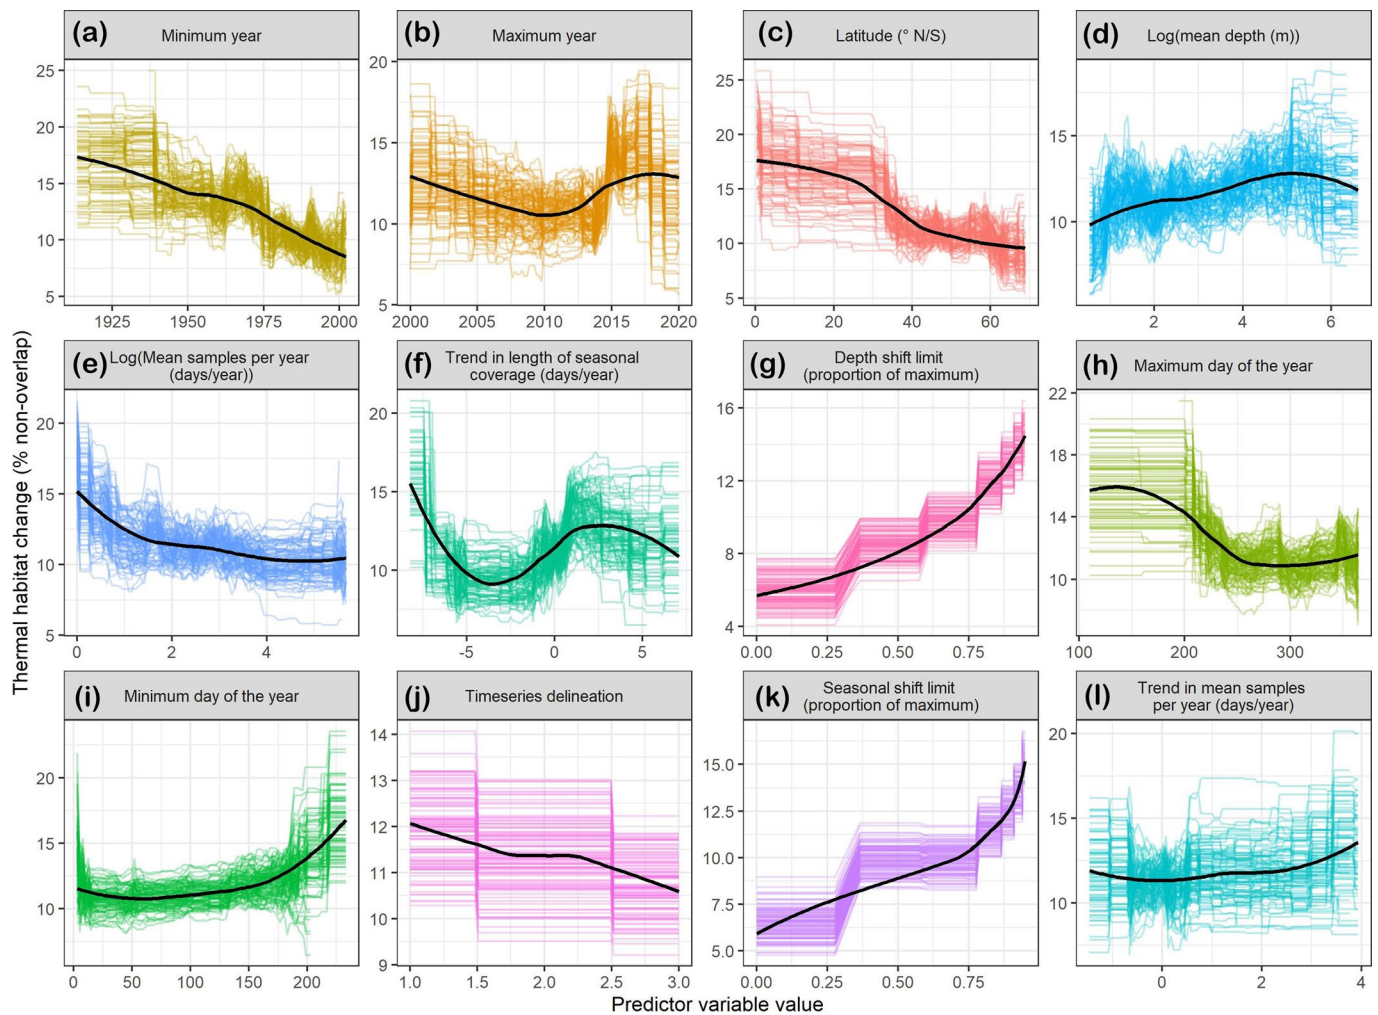 (a) Minimum year
(b) Maximum year
(c) Latitude (° N/S)
(d) Log(mean depth (m))
25
20
15
10
5
1925 1950 1975 2000
20
15
10
5
2000 2005 2010 2015 2020
25
20
15
10
5
0 20 40 60
15
10
2 4 6
(e) Log(Mean samples per year
(days/year))
(f) Trend in length of seasonal
coverage (days/year)
(g) Depth shift limit
(proportion of maximum)
(h) Maximum day of the year
20
15
10
5
0 2 4
20
15
10
-5 0 5
16
12
8
4
0.00 0.25 0.50 0.75
22
18
14
10
100 200 300
(i) Minimum day of the year
(j) Timeseries delineation
(k) Seasonal shift limit
(proportion of maximum)
(l) Trend in mean samples
per year (days/year)
20
15
10
0 50 100 150 200
14
13
12
11
10
9
1.0 1.5 2.0 2.5 3.0
15.0
12.5
10.0
7.5
5.0
0.00 0.25 0.50 0.75
20
15
10
0 2 4
Thermal habitat change (% non-overlap)
Predictor variable value